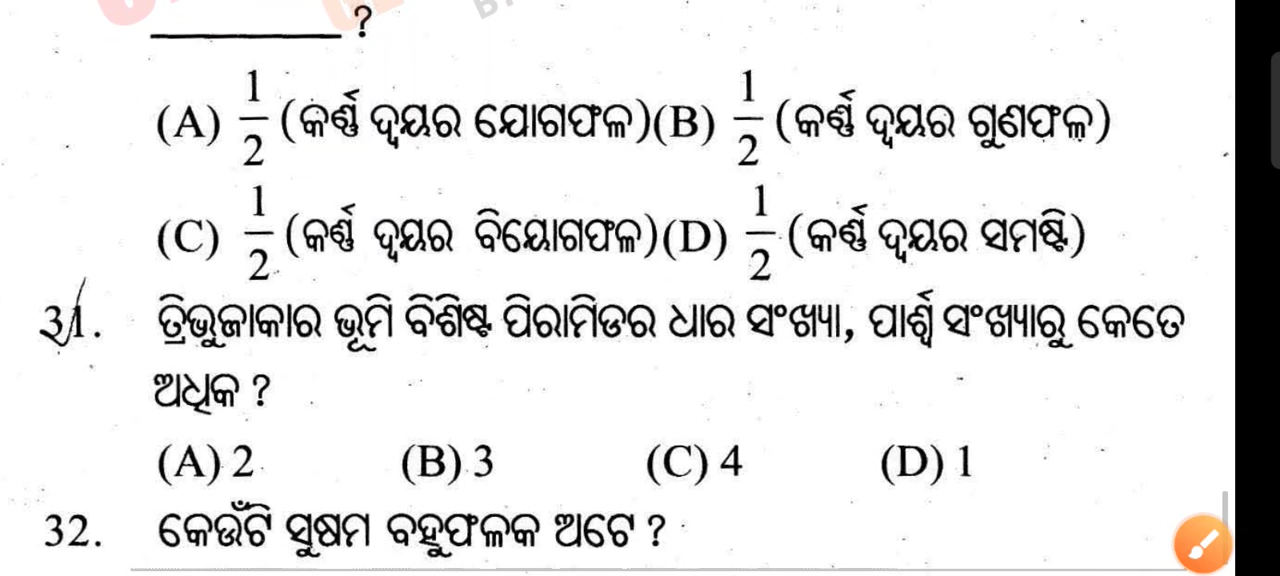 __________ ?
(A) 1/2 (କର୍ଣ୍ଣ ଦ୍ୱୟର ଯୋଗଫଳ)(B) 1/2 (କର୍ଣ୍ଣ ଦ୍ୱୟର ଗୁଣଫଳ)
(C) 1/2 (କର୍ଣ୍ଣ ଦ୍ୱୟର ବିୟୋଗଫଳ)(D) 1/2 (କର୍ଣ୍ଣ ଦ୍ୱୟର ସମଷ୍ଟି)
31. ତ୍ରିଭୁଜାକାର ଭୂମି ବିଶିଷ୍ଟ ପିରାମିଡର ଧାର ସଂଖ୍ୟା, ପାର୍ଶ୍ୱ ସଂଖ୍ୟାରୁ କେତେ
ଅଧିକ ?
(A) 2 (B) 3 (C) 4 (D) 1
32. କେଉଁଟି ସୁଷମ ବହୁଫଳକ ଅଟେ ?